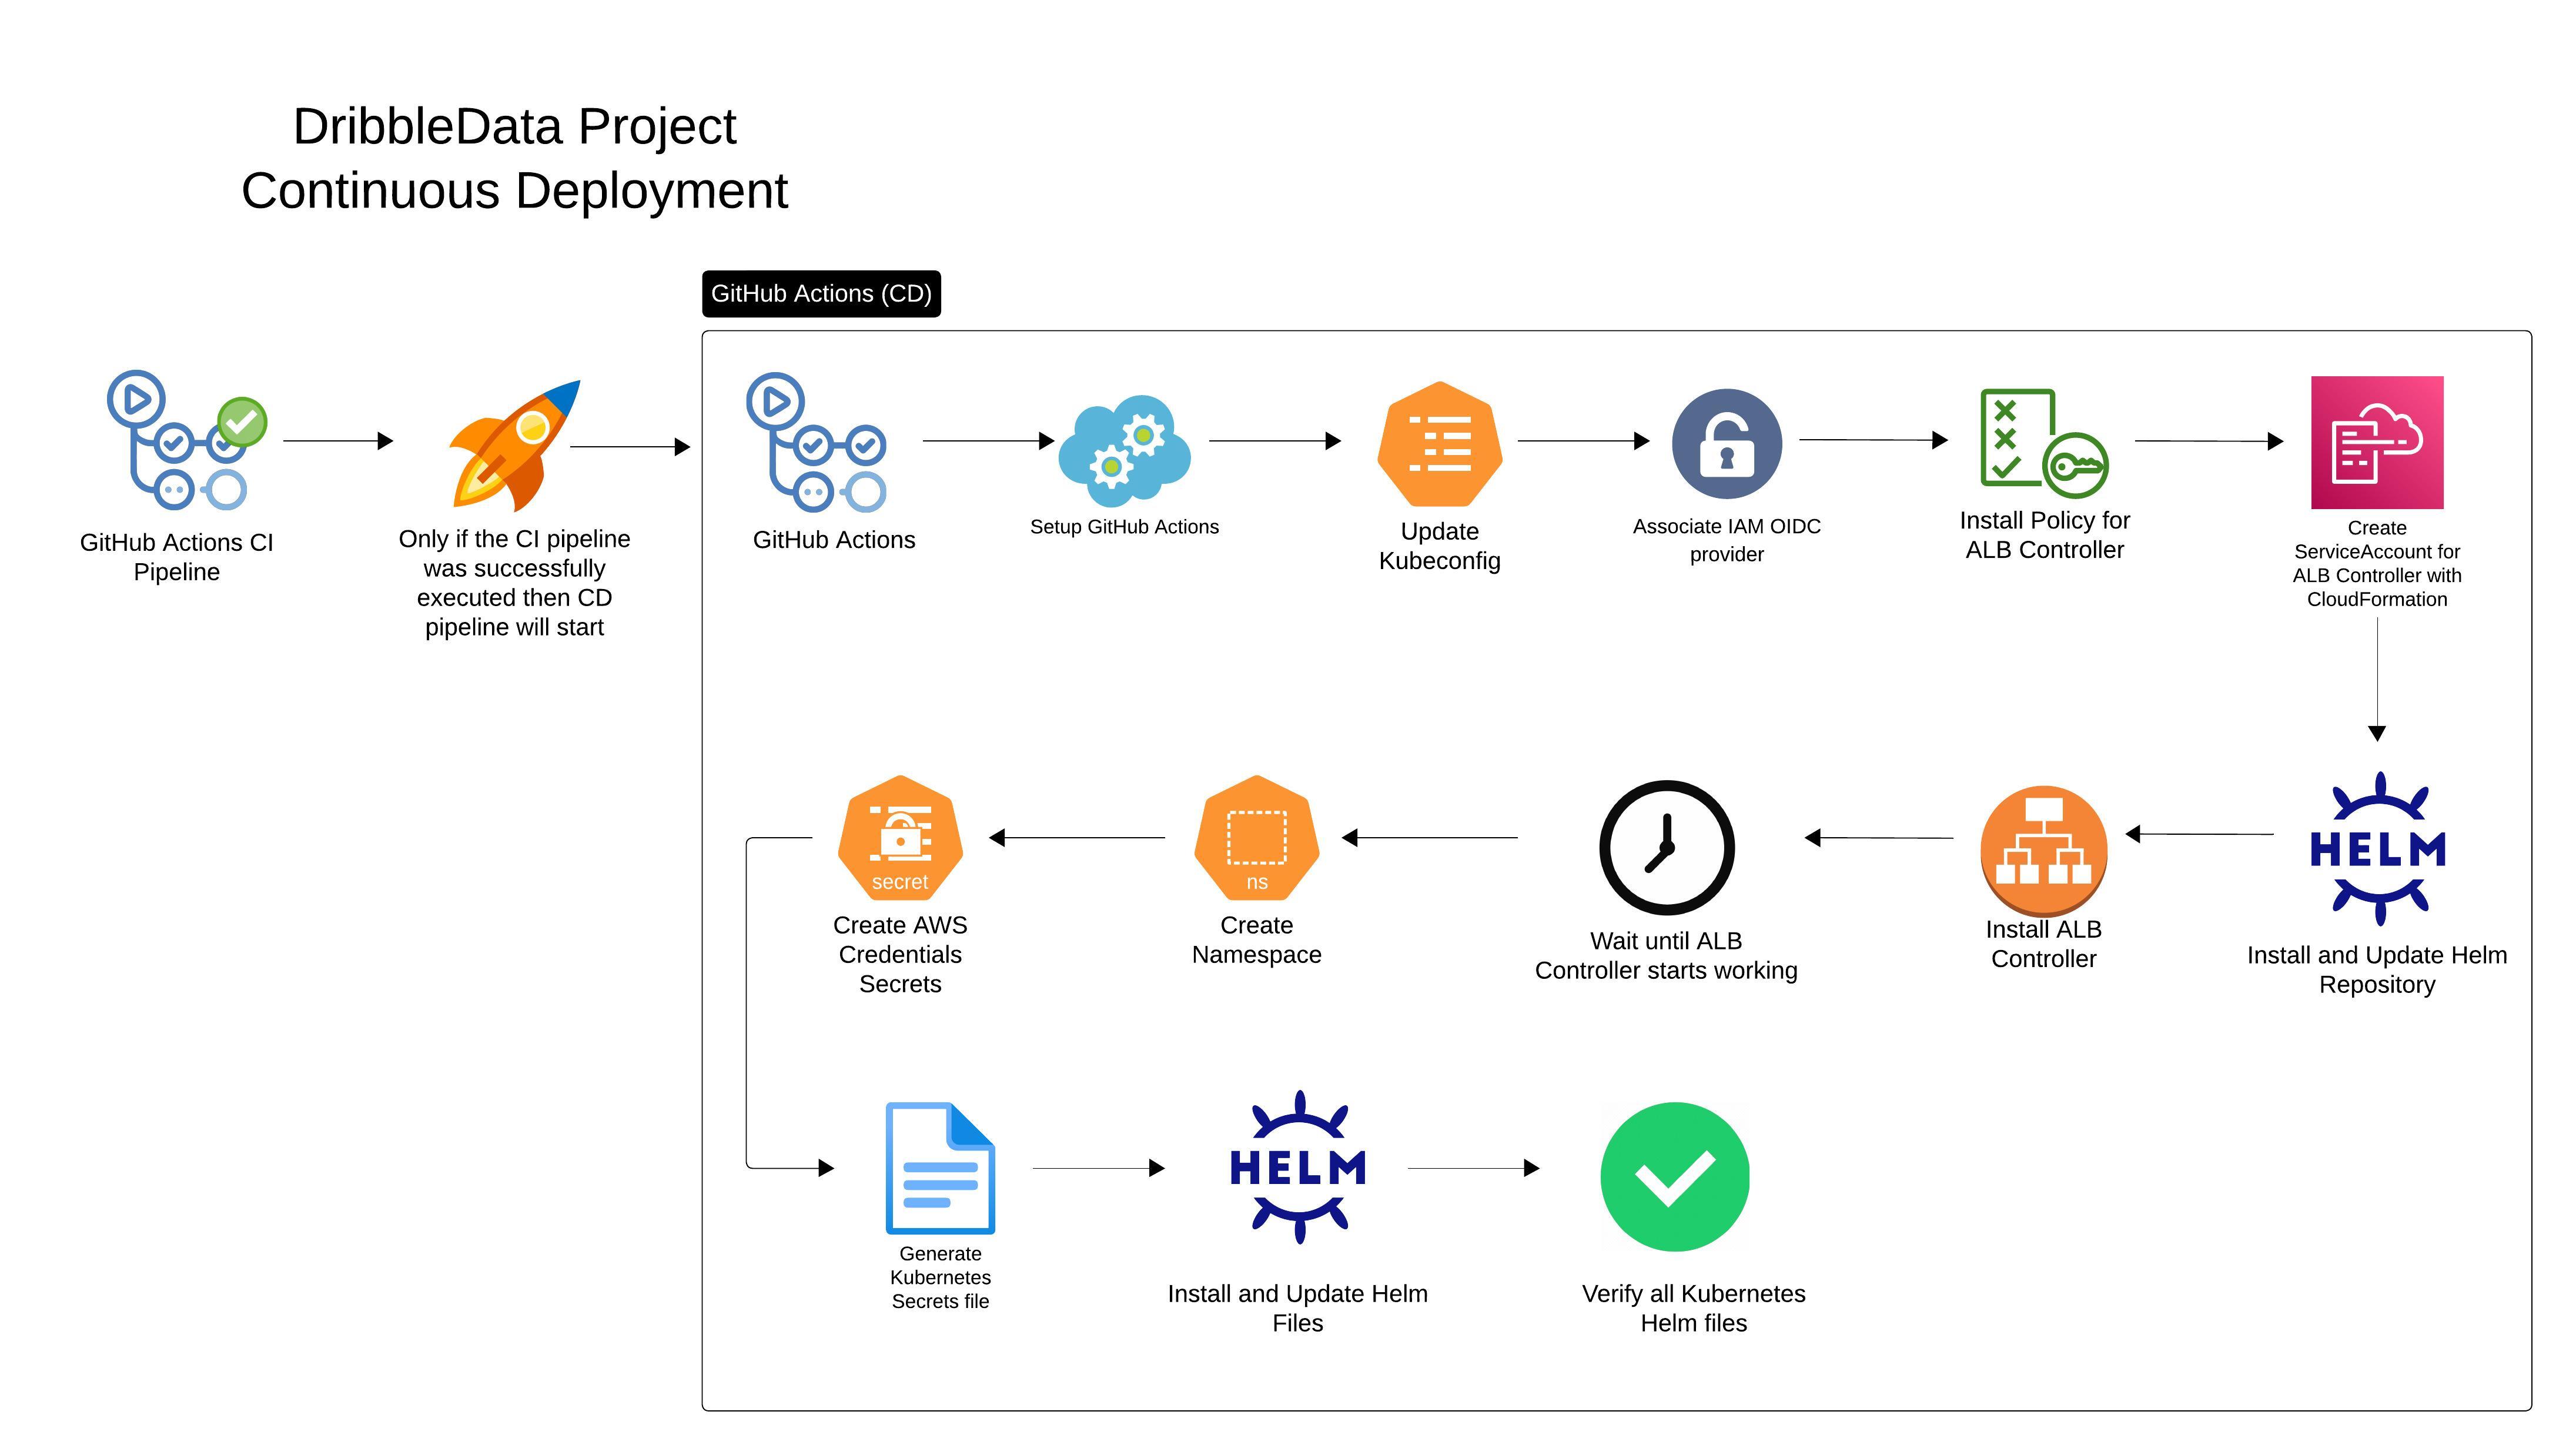 DribbleData Project
Continuous Deployment
GitHub Actions (CD)
GitHub Actions CI
Pipeline
Only if the CI pipeline
was successfully
executed then CD
pipeline will start
GitHub Actions
Setup GitHub Actions
Update
Kubeconfig
Associate IAM OIDC
provider
Install Policy for
ALB Controller
Create
ServiceAccount for
ALB Controller with
CloudFormation
HELM
Install and Update Helm
Repository
Install ALB
Controller
Wait until ALB
Controller starts working
ns
Create
Namespace
secret
Create AWS
Credentials
Secrets
Generate
Kubernetes
Secrets file
HELM
Install and Update Helm
Files
Verify all Kubernetes
Helm files